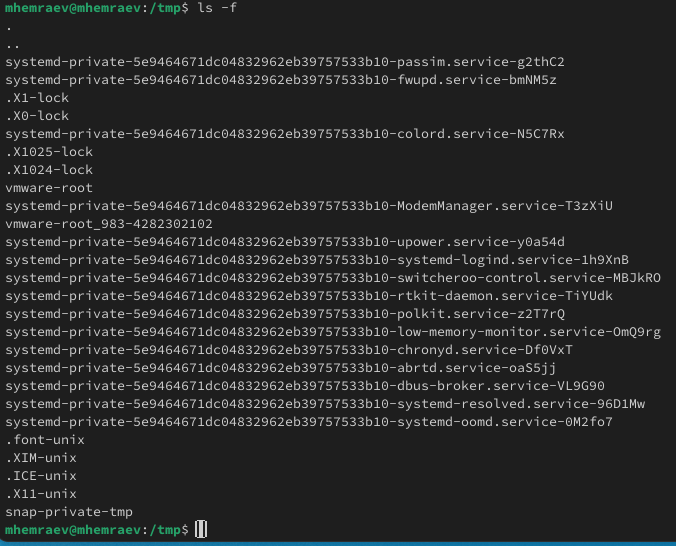 mhemraev@mhemraev:/tmp$ ls -f
.
..
systemd-private-5e9464671dc04832962eb39757533b10-passim.service-g2thC2
systemd-private-5e9464671dc04832962eb39757533b10-fwupd.service-bmNM5z
.X1-lock
.X0-lock
systemd-private-5e9464671dc04832962eb39757533b10-colord.service-N5C7Rx
.X1025-lock
.X1024-lock
vmware-root
systemd-private-5e9464671dc04832962eb39757533b10-ModemManager.service-T3zXiU
vmware-root_983-4282302102
systemd-private-5e9464671dc04832962eb39757533b10-upower.service-y0a54d
systemd-private-5e9464671dc04832962eb39757533b10-systemd-logind.service-1h9XnB
systemd-private-5e9464671dc04832962eb39757533b10-switcheroo-control.service-MBJkRO
systemd-private-5e9464671dc04832962eb39757533b10-rtkit-daemon.service-TiYUdk
systemd-private-5e9464671dc04832962eb39757533b10-polkit.service-z2T7rQ
systemd-private-5e9464671dc04832962eb39757533b10-low-memory-monitor.service-OmQ9rg
systemd-private-5e9464671dc04832962eb39757533b10-chronyd.service-Df0VxT
systemd-private-5e9464671dc04832962eb39757533b10-abrtd.service-oaS5jj
systemd-private-5e9464671dc04832962eb39757533b10-dbus-broker.service-VL9G90
systemd-private-5e9464671dc04832962eb39757533b10-systemd-resolved.service-96D1Mw
systemd-private-5e9464671dc04832962eb39757533b10-systemd-oomd.service-0M2fo7
.font-unix
.XIM-unix
.ICE-unix
.X11-unix
snap-private-tmp
mhemraev@mhemraev:/tmp$